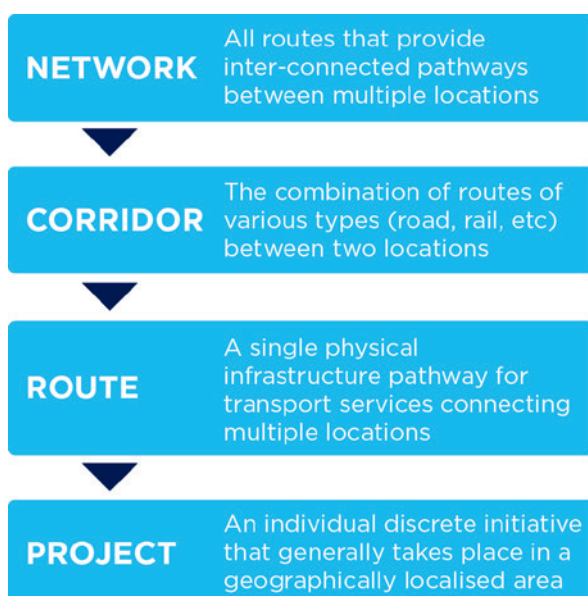 NETWORK
All routes that provide
inter-connected pathways
between multiple locations
CORRIDOR
The combination of routes of
various types (road, rail, etc)
between two locations
ROUTE
A single physical
infrastructure pathway for
transport services connecting
multiple locations
PROJECT
An individual discrete initiative
that generally takes place in a
geographically localised area